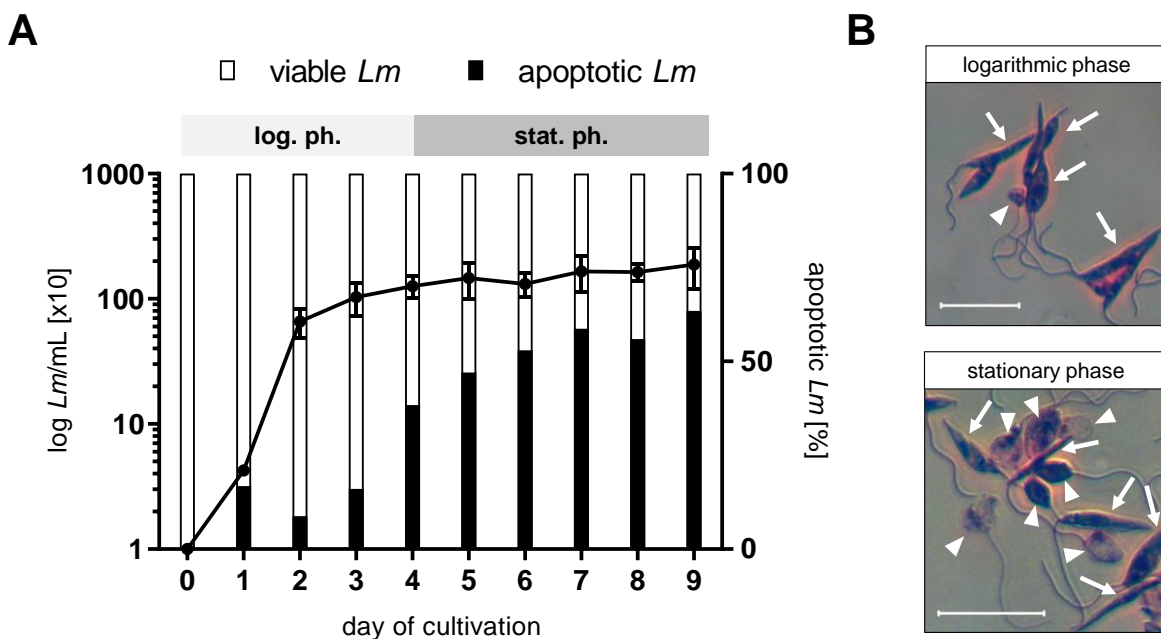 A
viable Lm apoptotic Lm
log. ph. stat. ph.
1000
100
10
1
log Lm/mL [x10]
100
50
0
apoptotic Lm [%]
0 1 2 3 4 5 6 7 8 9
day of cultivation
B
logarithmic phase
stationary phase